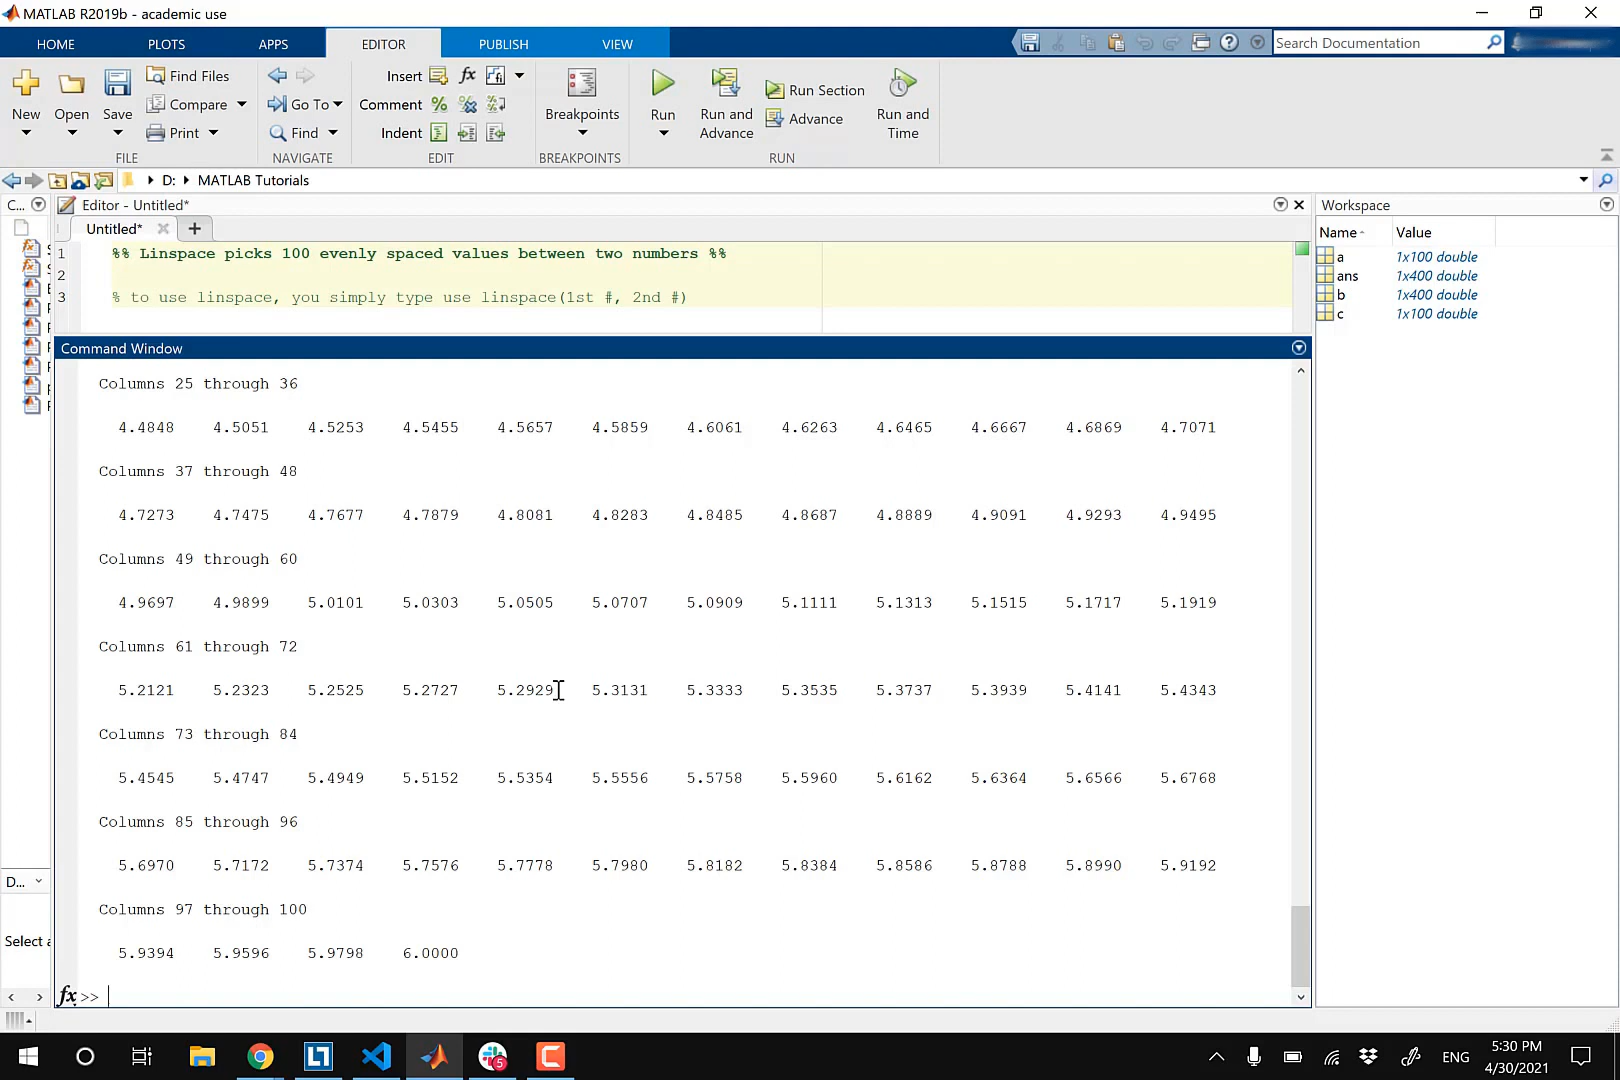 MATLAB R2019b - academic use
HOME PLOTS APPS EDITOR PUBLISH VIEW Search Documentation
New Open Save Find Files Compare Print FILE
Go To Find NAVIGATE
Insert fx Comment Indent EDIT
Breakpoints BREAKPOINTS
Run Run and Advance Run Section Advance Run and Time RUN
D: MATLAB Tutorials
C... Editor - Untitled* Workspace
Untitled* +
Name Value
1 %% Linspace picks 100 evenly spaced values between two numbers %%
2
3 % to use linspace, you simply type use linspace(1st #, 2nd #)
a 1x100 double
ans 1x400 double
b 1x400 double
c 1x100 double
Command Window
Columns 25 through 36
4.4848 4.5051 4.5253 4.5455 4.5657 4.5859 4.6061 4.6263 4.6465 4.6667 4.6869 4.7071
Columns 37 through 48
4.7273 4.7475 4.7677 4.7879 4.8081 4.8283 4.8485 4.8687 4.8889 4.9091 4.9293 4.9495
Columns 49 through 60
4.9697 4.9899 5.0101 5.0303 5.0505 5.0707 5.0909 5.1111 5.1313 5.1515 5.1717 5.1919
Columns 61 through 72
5.2121 5.2323 5.2525 5.2727 5.2929 5.3131 5.3333 5.3535 5.3737 5.3939 5.4141 5.4343
Columns 73 through 84
5.4545 5.4747 5.4949 5.5152 5.5354 5.5556 5.5758 5.5960 5.6162 5.6364 5.6566 5.6768
Columns 85 through 96
5.6970 5.7172 5.7374 5.7576 5.7778 5.7980 5.8182 5.8384 5.8586 5.8788 5.8990 5.9192
Columns 97 through 100
5.9394 5.9596 5.9798 6.0000
fx >>
D...
Select a
5
ENG
5:30 PM
4/30/2021